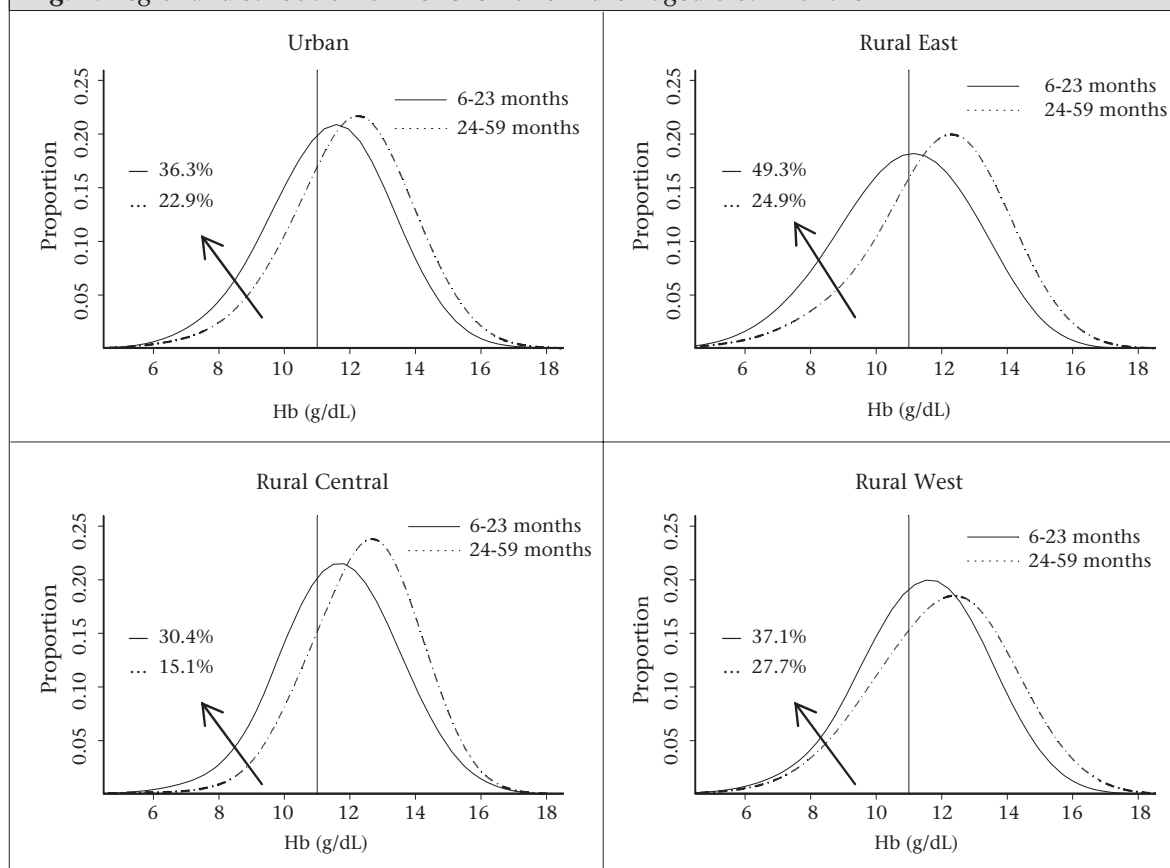 Urban
0.25
0.20
0.15
0.10
0.05
Proportion
6-23 months
24-59 months
— 36.3%
... 22.9%
6 8 10 12 14 16 18
Hb (g/dL)
Rural East
0.25
0.20
0.15
0.10
0.05
Proportion
6-23 months
24-59 months
— 49.3%
... 24.9%
6 8 10 12 14 16 18
Hb (g/dL)
Rural Central
0.25
0.20
0.15
0.10
0.05
Proportion
6-23 months
24-59 months
— 30.4%
... 15.1%
6 8 10 12 14 16 18
Hb (g/dL)
Rural West
0.25
0.20
0.15
0.10
0.05
Proportion
6-23 months
24-59 months
— 37.1%
... 27.7%
6 8 10 12 14 16 18
Hb (g/dL)